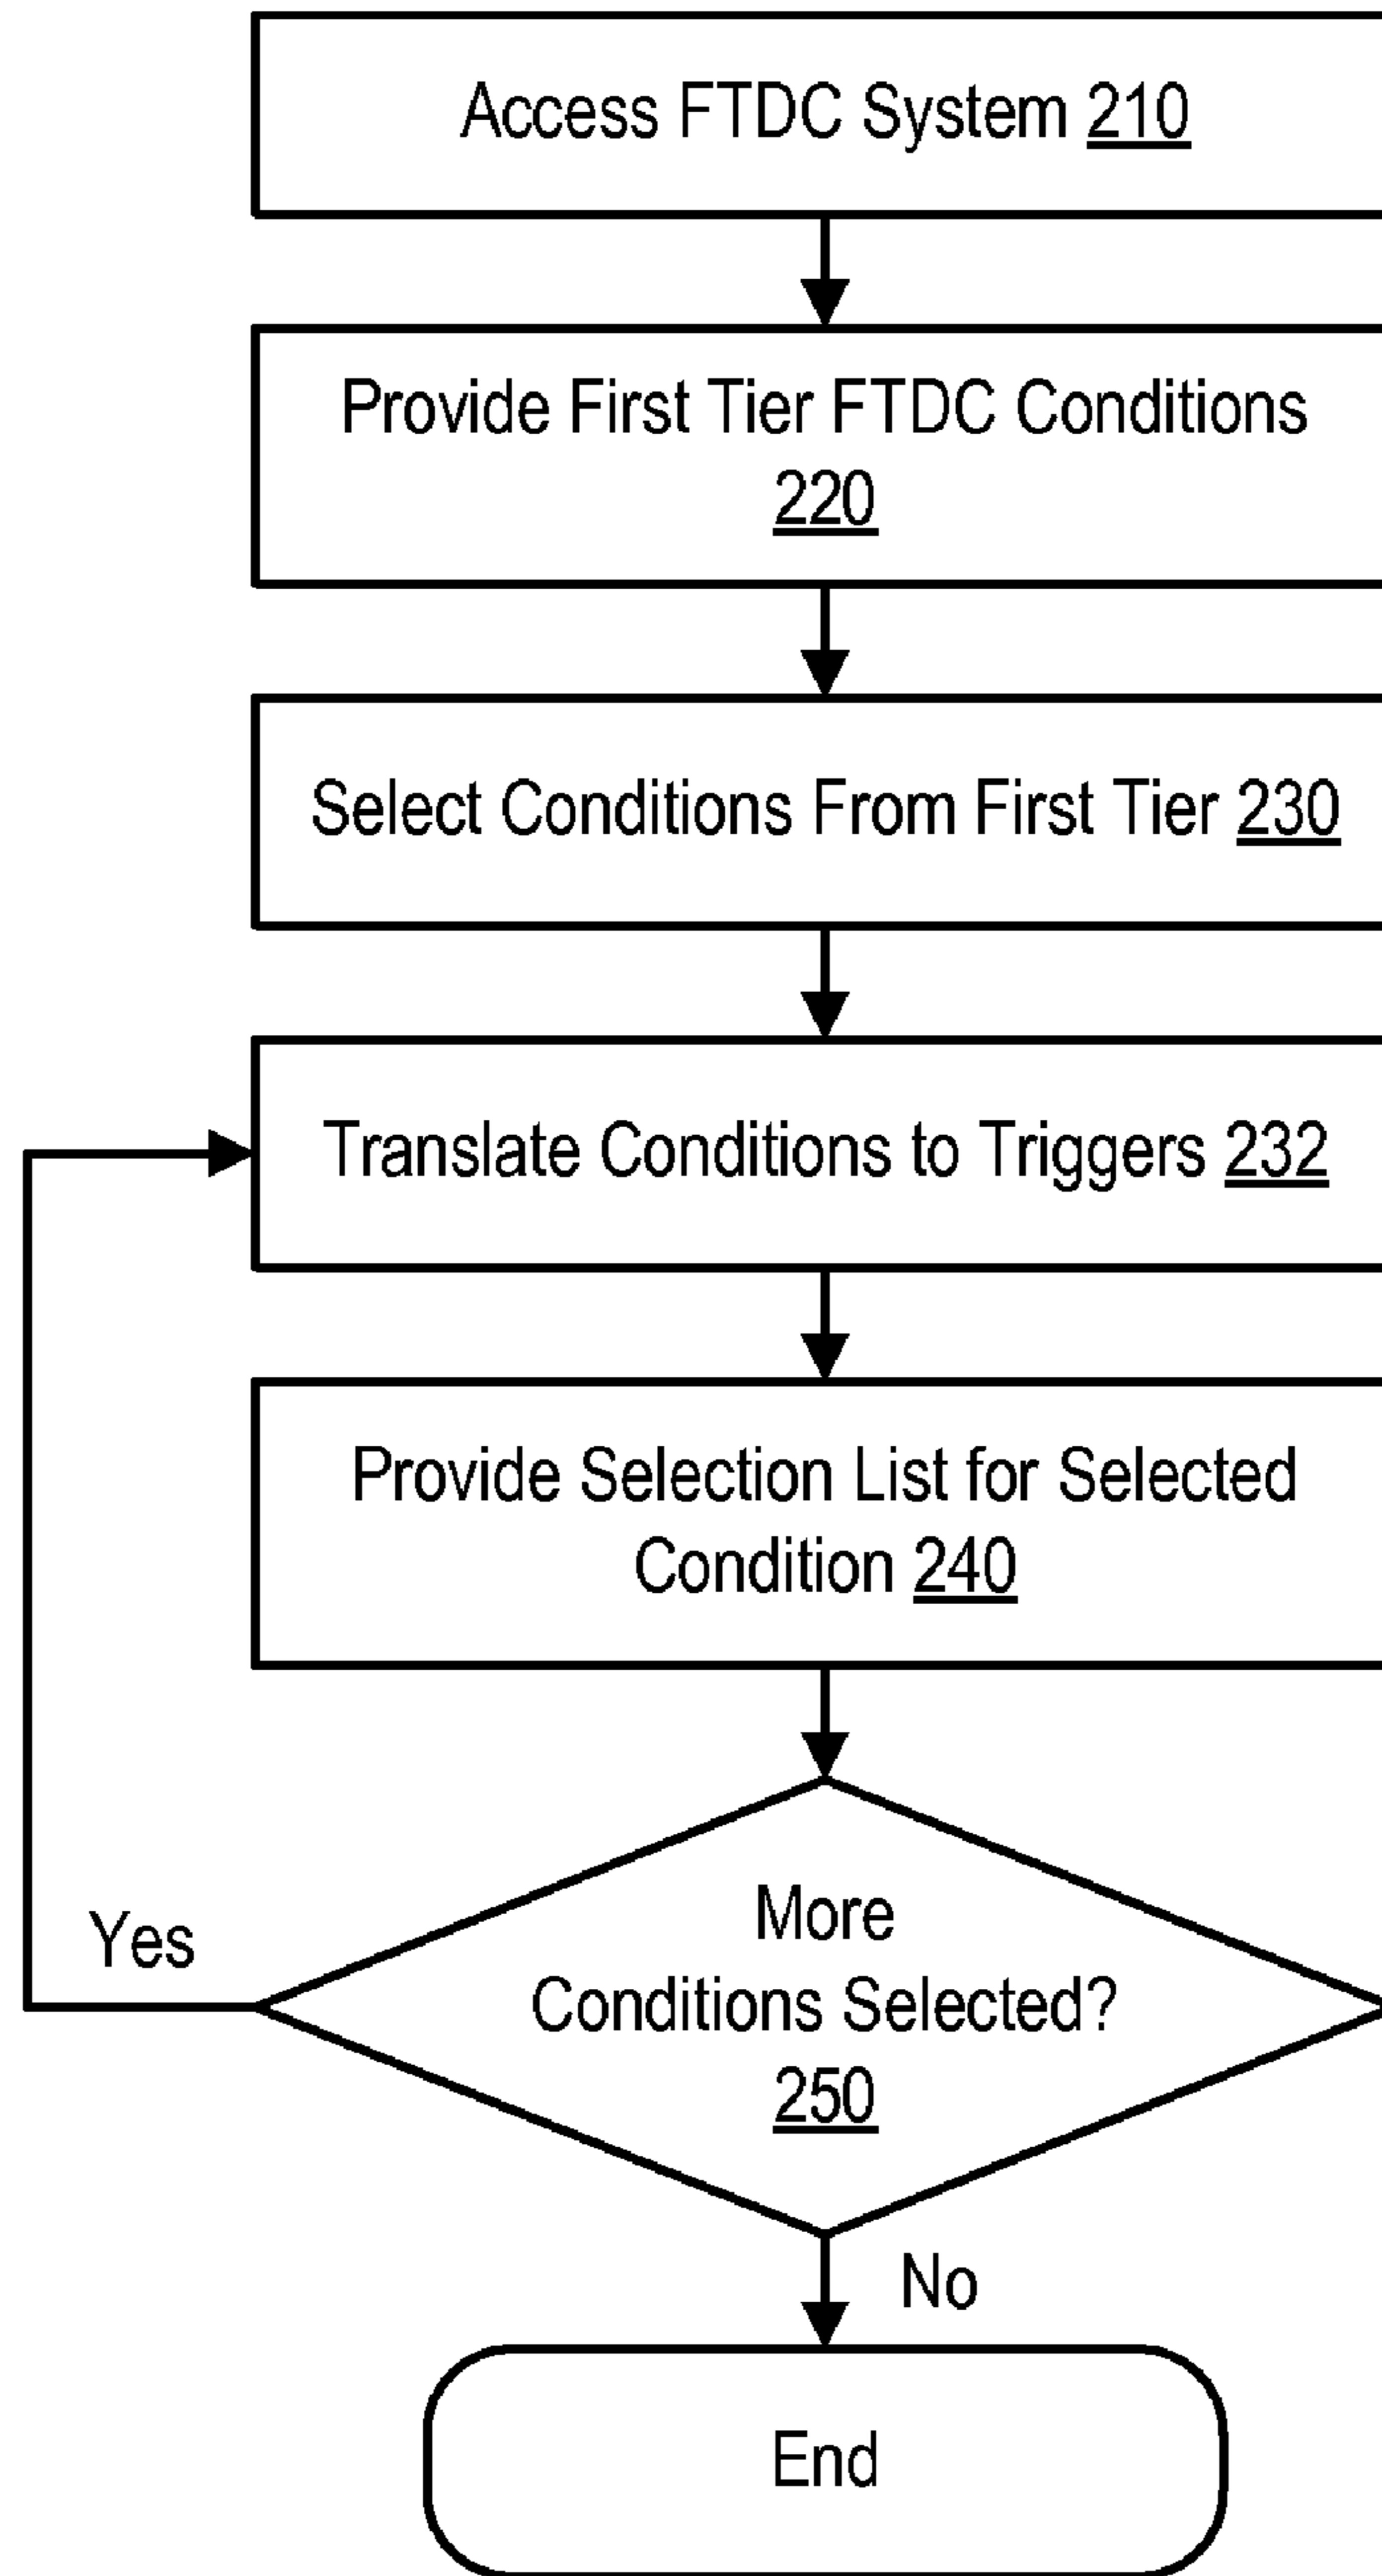 Access FTDC System 210
Provide First Tier FTDC Conditions
220
Select Conditions From First Tier 230
Translate Conditions to Triggers 232
Provide Selection List for Selected
Condition 240
More
Conditions Selected?
250
Yes
No
End